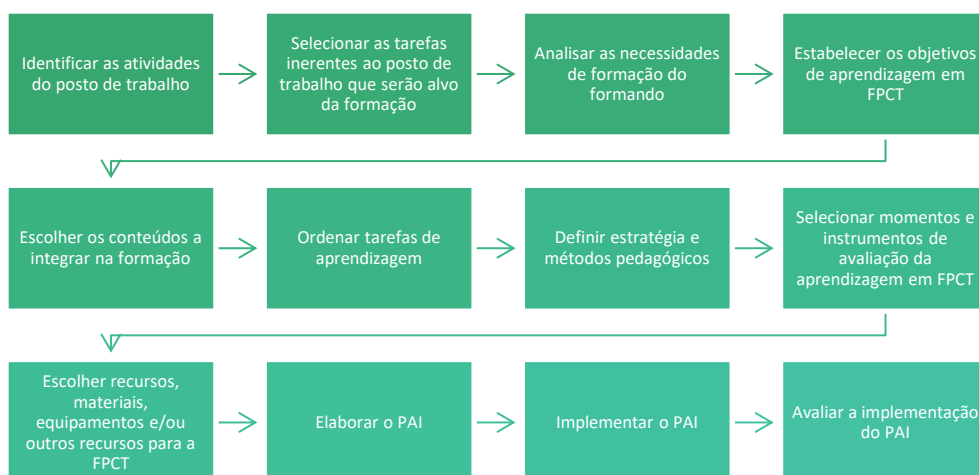 Identificar as atividades
do posto de trabalho
Selecionar as tarefas
inerentes ao posto de
trabalho que serão alvo
da formação
Analisar as necessidades
de formação do
formando
Estabelecer os objetivos
de aprendizagem em
FPCT
Escolher os conteúdos a
integrar na formação
Ordenar tarefas de
aprendizagem
Definir estratégia e
métodos pedagógicos
Selecionar momentos e
instrumentos de
avaliação da
aprendizagem em FPCT
Escolher recursos,
materiais,
equipamentos e/ou
outros recursos para a
FPCT
Elaborar o PAI
Implementar o PAI
Avaliar a implementação
do PAI